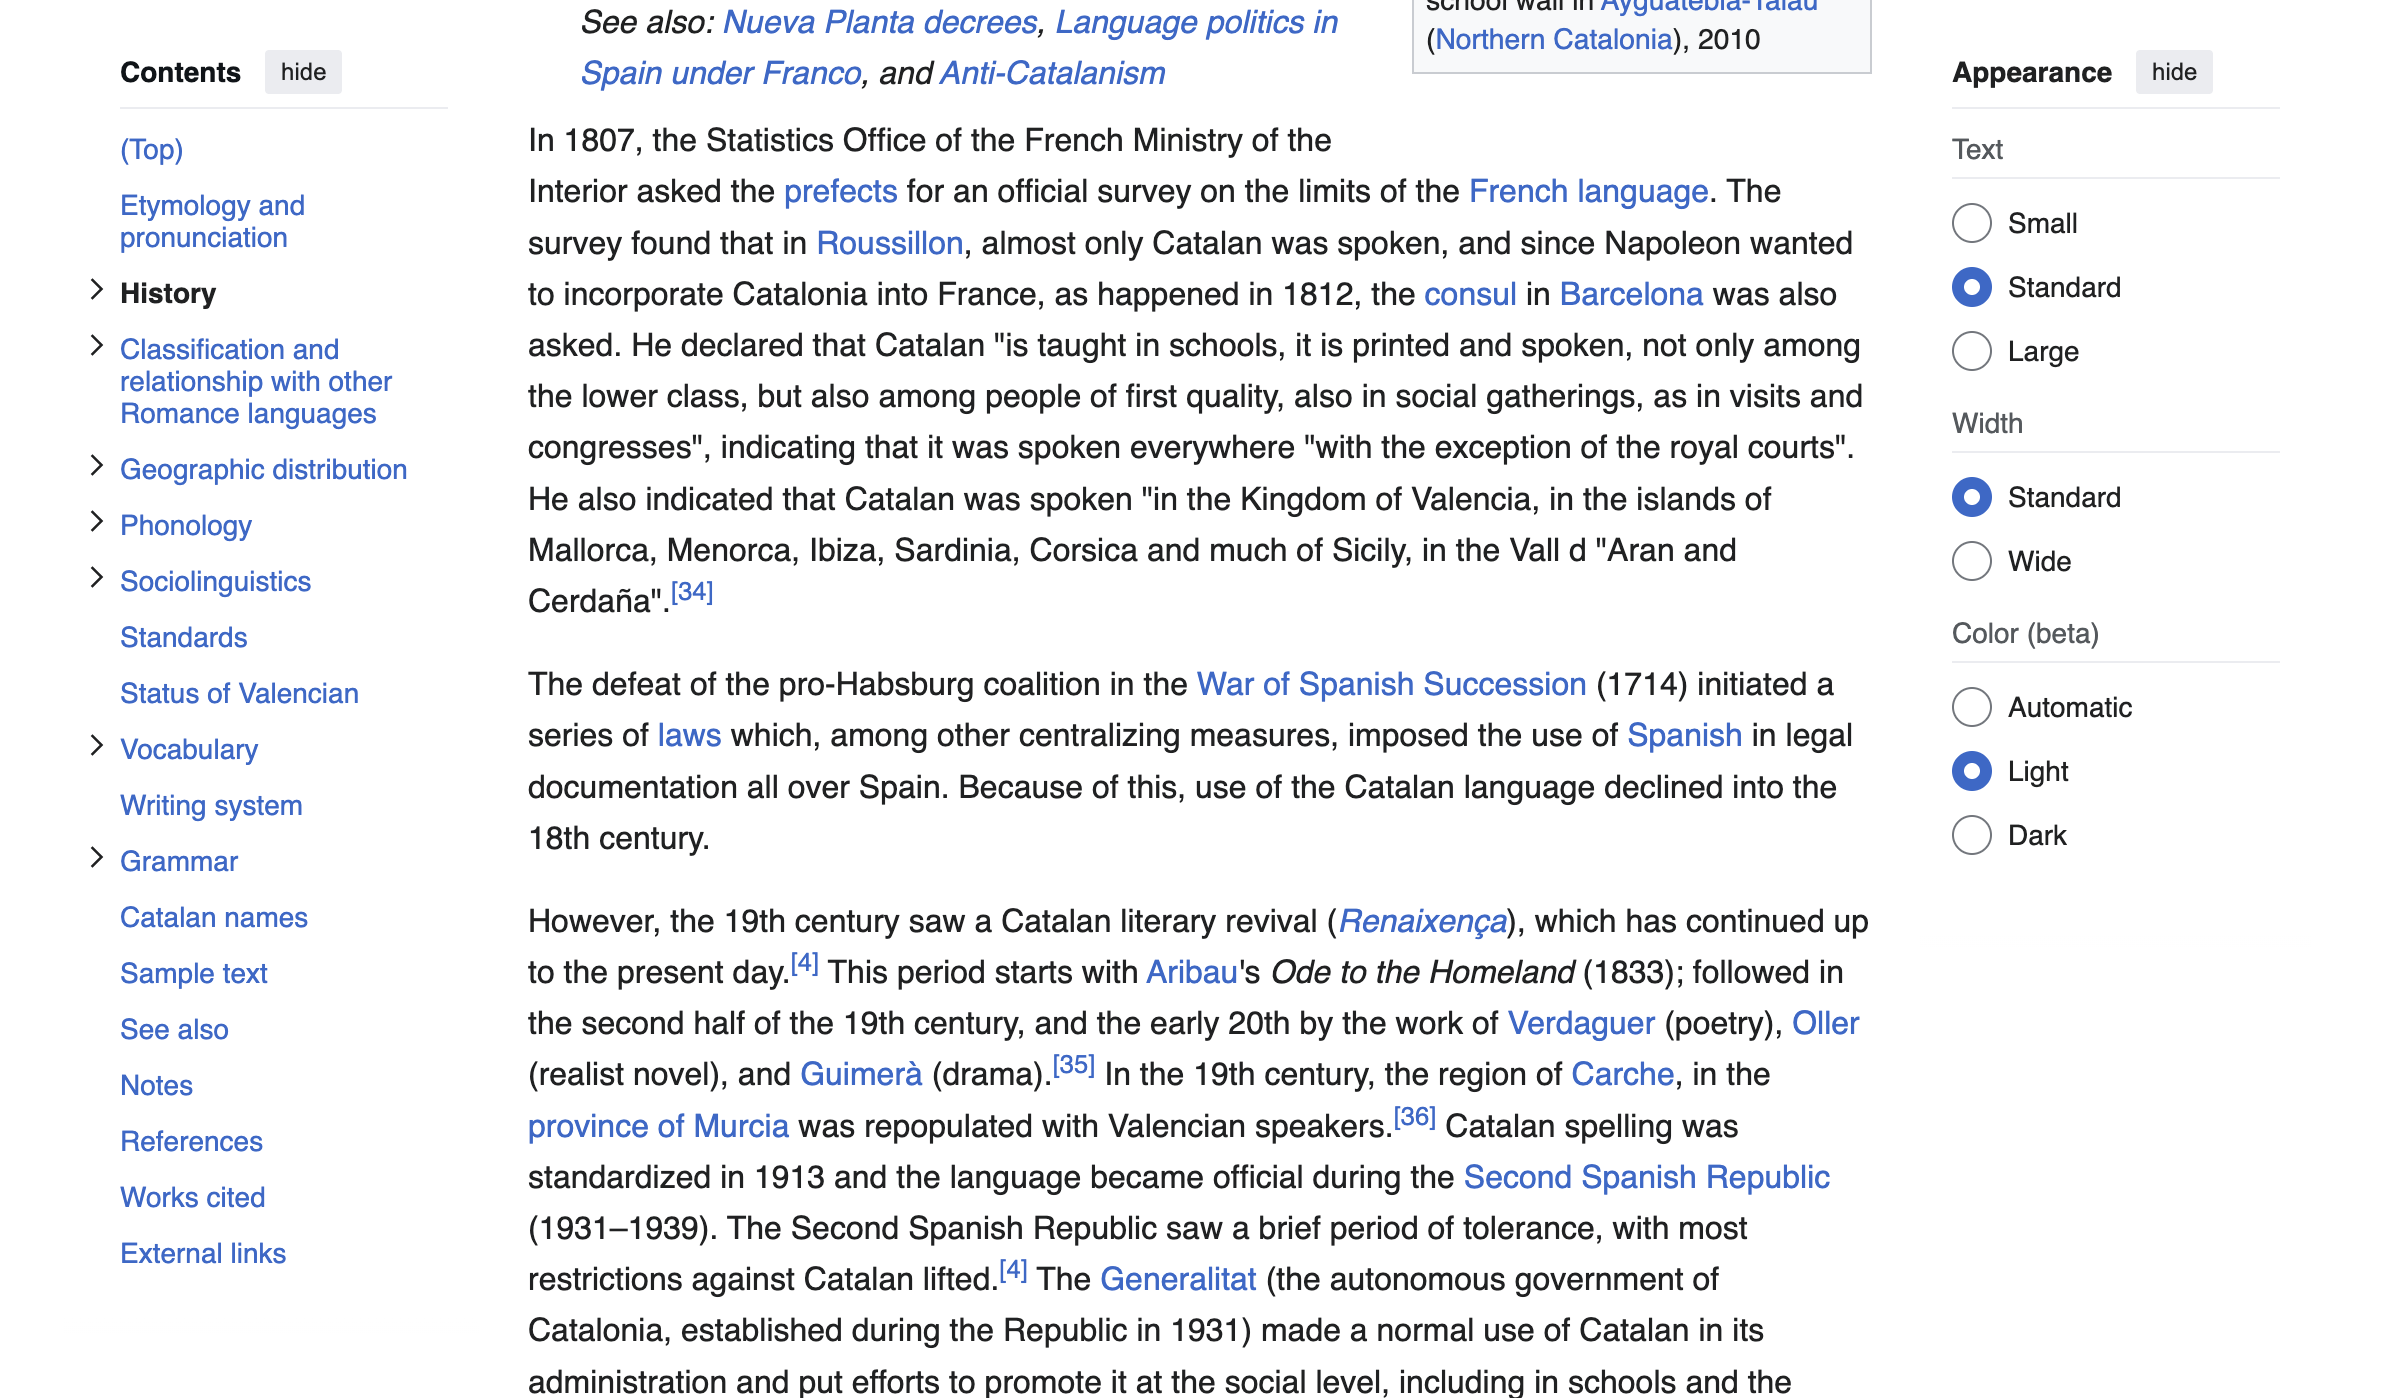 Contents hide
(Top)
Etymology and
pronunciation
History
Classification and
relationship with other
Romance languages
Geographic distribution
Phonology
Sociolinguistics
Standards
Status of Valencian
Vocabulary
Writing system
Grammar
Catalan names
Sample text
See also
Notes
References
Works cited
External links
See also: Nueva Planta decrees, Language politics in
Spain under Franco, and Anti-Catalanism
school wall in Ayguatébia-Talau
(Northern Catalonia), 2010
In 1807, the Statistics Office of the French Ministry of the
Interior asked the prefects for an official survey on the limits of the French language. The
survey found that in Roussillon, almost only Catalan was spoken, and since Napoleon wanted
to incorporate Catalonia into France, as happened in 1812, the consul in Barcelona was also
asked. He declared that Catalan "is taught in schools, it is printed and spoken, not only among
the lower class, but also among people of first quality, also in social gatherings, as in visits and
congresses", indicating that it was spoken everywhere "with the exception of the royal courts".
He also indicated that Catalan was spoken "in the Kingdom of Valencia, in the islands of
Mallorca, Menorca, Ibiza, Sardinia, Corsica and much of Sicily, in the Vall d "Aran and
Cerdaña".[34]
The defeat of the pro-Habsburg coalition in the War of Spanish Succession (1714) initiated a
series of laws which, among other centralizing measures, imposed the use of Spanish in legal
documentation all over Spain. Because of this, use of the Catalan language declined into the
18th century.
However, the 19th century saw a Catalan literary revival (Renaixença), which has continued up
to the present day.[4] This period starts with Aribau's Ode to the Homeland (1833); followed in
the second half of the 19th century, and the early 20th by the work of Verdaguer (poetry), Oller
(realist novel), and Guimerà (drama).[35] In the 19th century, the region of Carche, in the
province of Murcia was repopulated with Valencian speakers.[36] Catalan spelling was
standardized in 1913 and the language became official during the Second Spanish Republic
(1931–1939). The Second Spanish Republic saw a brief period of tolerance, with most
restrictions against Catalan lifted.[4] The Generalitat (the autonomous government of
Catalonia, established during the Republic in 1931) made a normal use of Catalan in its
administration and put efforts to promote it at the social level, including in schools and the
Appearance hide
Text
Small
Standard
Large
Width
Standard
Wide
Color (beta)
Automatic
Light
Dark